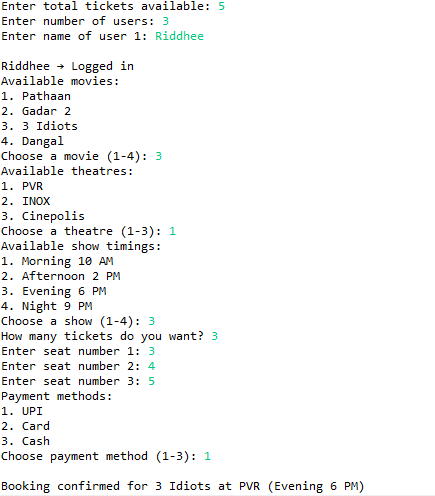 Enter total tickets available: 5
Enter number of users: 3
Enter name of user 1: Riddhee
Riddhee → Logged in
Available movies:
1. Pathaan
2. Gadar 2
3. 3 Idiots
4. Dangal
Choose a movie (1-4): 3
Available theatres:
1. PVR
2. INOX
3. Cinepolis
Choose a theatre (1-3): 1
Available show timings:
1. Morning 10 AM
2. Afternoon 2 PM
3. Evening 6 PM
4. Night 9 PM
Choose a show (1-4): 3
How many tickets do you want? 3
Enter seat number 1: 3
Enter seat number 2: 4
Enter seat number 3: 5
Payment methods:
1. UPI
2. Card
3. Cash
Choose payment method (1-3): 1
Booking confirmed for 3 Idiots at PVR (Evening 6 PM)